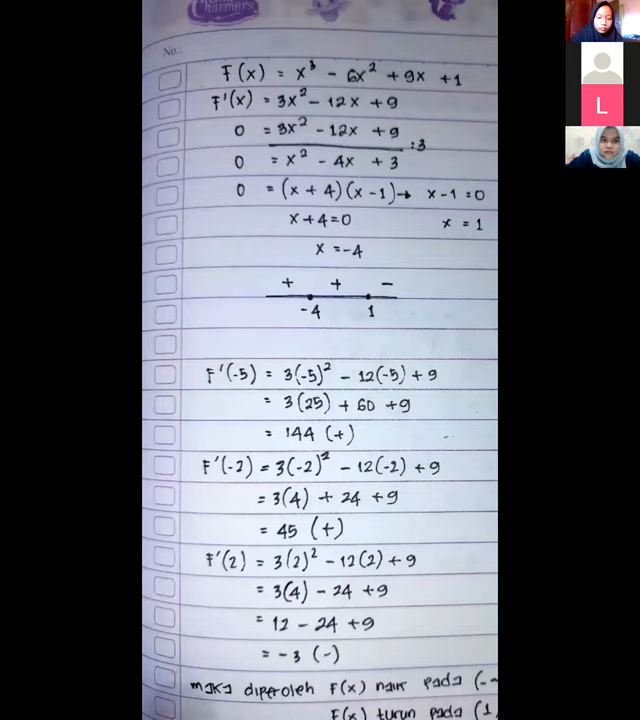 Charmers
No.:
F(x) = x³ - 6x² + 9x + 1
F'(x) = 3x² - 12x + 9
0 = 3x² - 12x + 9
:3
0 = x² - 4x + 3
0 = (x + 4)(x - 1) → x - 1 = 0
x + 4 = 0 x = 1
x = -4
+ + -
-4 1
F'(-5) = 3(-5)² - 12(-5) + 9
= 3(25) + 60 + 9
= 144 (+)
F'(-2) = 3(-2)² - 12(-2) + 9
= 3(4) + 24 + 9
= 45 (+)
F'(2) = 3(2)² - 12(2) + 9
= 3(4) - 24 + 9
= 12 - 24 + 9
= -3 (-)
maka diperoleh F(x) naik pada (-
F(x) turun pada (1,
L